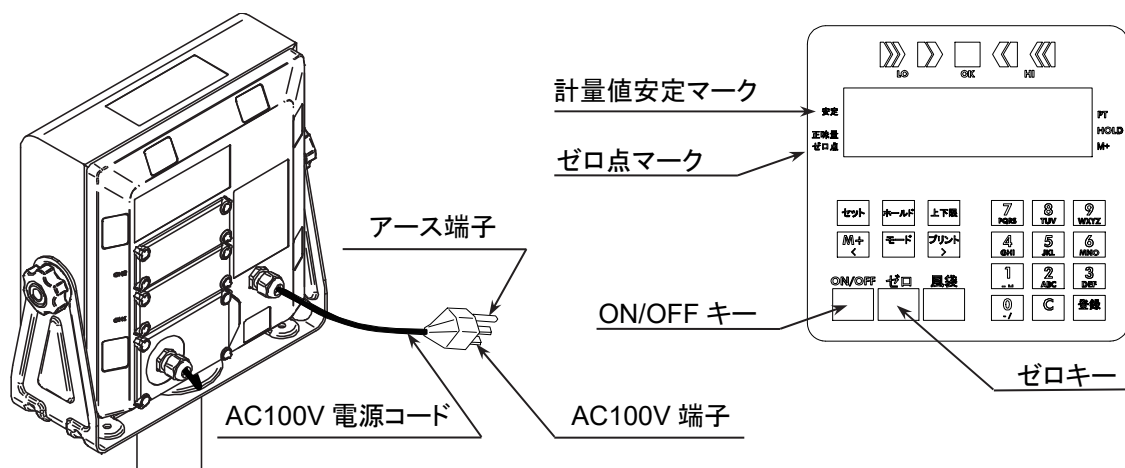 アース端子
AC100V 電源コード
AC100V 端子
計量値安定マーク
ゼロ点マーク
ON/OFF キー
ゼロキー
LO OK HI
安定
正味量
ゼロ点
PT
HOLD
M+
セット ホールド 上下限
M+ モード プリント
< >
ON/OFF ゼロ 風袋
7 8 9
PQRS TUV WXYZ
4 5 6
GHI JKL MNO
1 2 3
ABC DEF
0 C 登録
-/